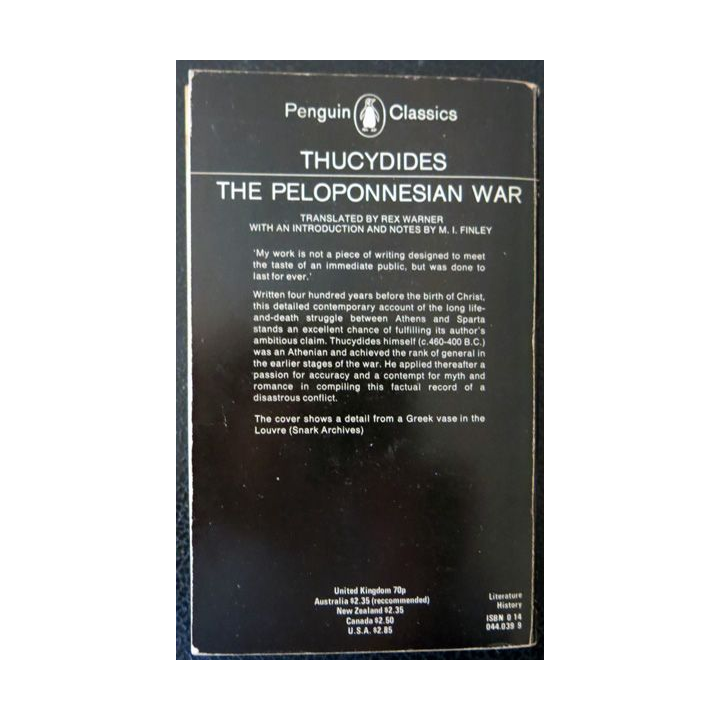 Penguin Classics
THUCYDIDES
THE PELOPONNESIAN WAR
TRANSLATED BY REX WARNER
WITH AN INTRODUCTION AND NOTES BY M. I. FINLEY
'My work is not a piece of writing designed to meet
the taste of an immediate public, but was done to
last for ever.'
Written four hundred years before the birth of Christ,
this detailed contemporary account of the long life-
and-death struggle between Athens and Sparta
stands an excellent chance of fulfilling its author's
ambitious claim. Thucydides himself (c.460-400 B.C.)
was an Athenian and achieved the rank of general in
the earlier stages of the war. He applied thereafter a
passion for accuracy and a contempt for myth and
romance in compiling this factual record of a
disastrous conflict.
The cover shows a detail from a Greek vase in the
Louvre (Snark Archives)
United Kingdom 70p
Australia $2.35 (reccommended)
New Zealand $2.35
Canada $2.50
U.S.A. $2.85
Literature
History
ISBN 0 14
044.039 9